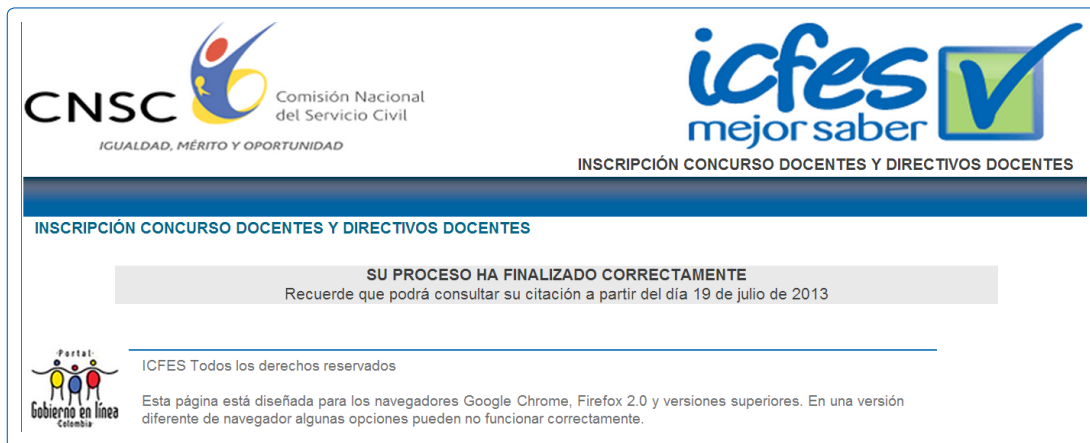 CNSC
Comisión Nacional
del Servicio Civil
IGUALDAD, MÉRITO Y OPORTUNIDAD
icfes
mejor saber
INSCRIPCIÓN CONCURSO DOCENTES Y DIRECTIVOS DOCENTES
INSCRIPCIÓN CONCURSO DOCENTES Y DIRECTIVOS DOCENTES
SU PROCESO HA FINALIZADO CORRECTAMENTE
Recuerde que podrá consultar su citación a partir del día 19 de julio de 2013
Portal
Gobierno en línea
Colombia
ICFES Todos los derechos reservados
Esta página está diseñada para los navegadores Google Chrome, Firefox 2.0 y versiones superiores. En una versión
diferente de navegador algunas opciones pueden no funcionar correctamente.